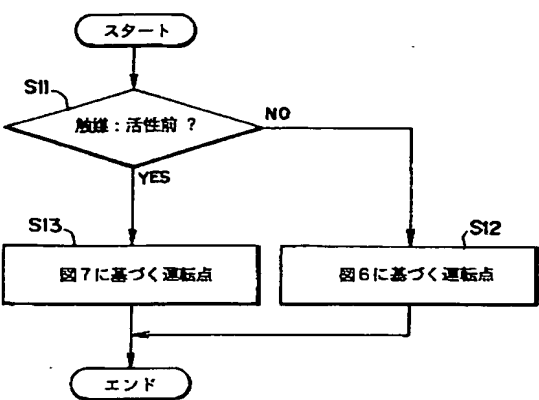 スタート
S11
触媒：活性前 ?
NO
YES
S13
S12
図7に基づく運転点
図6に基づく運転点
エンド